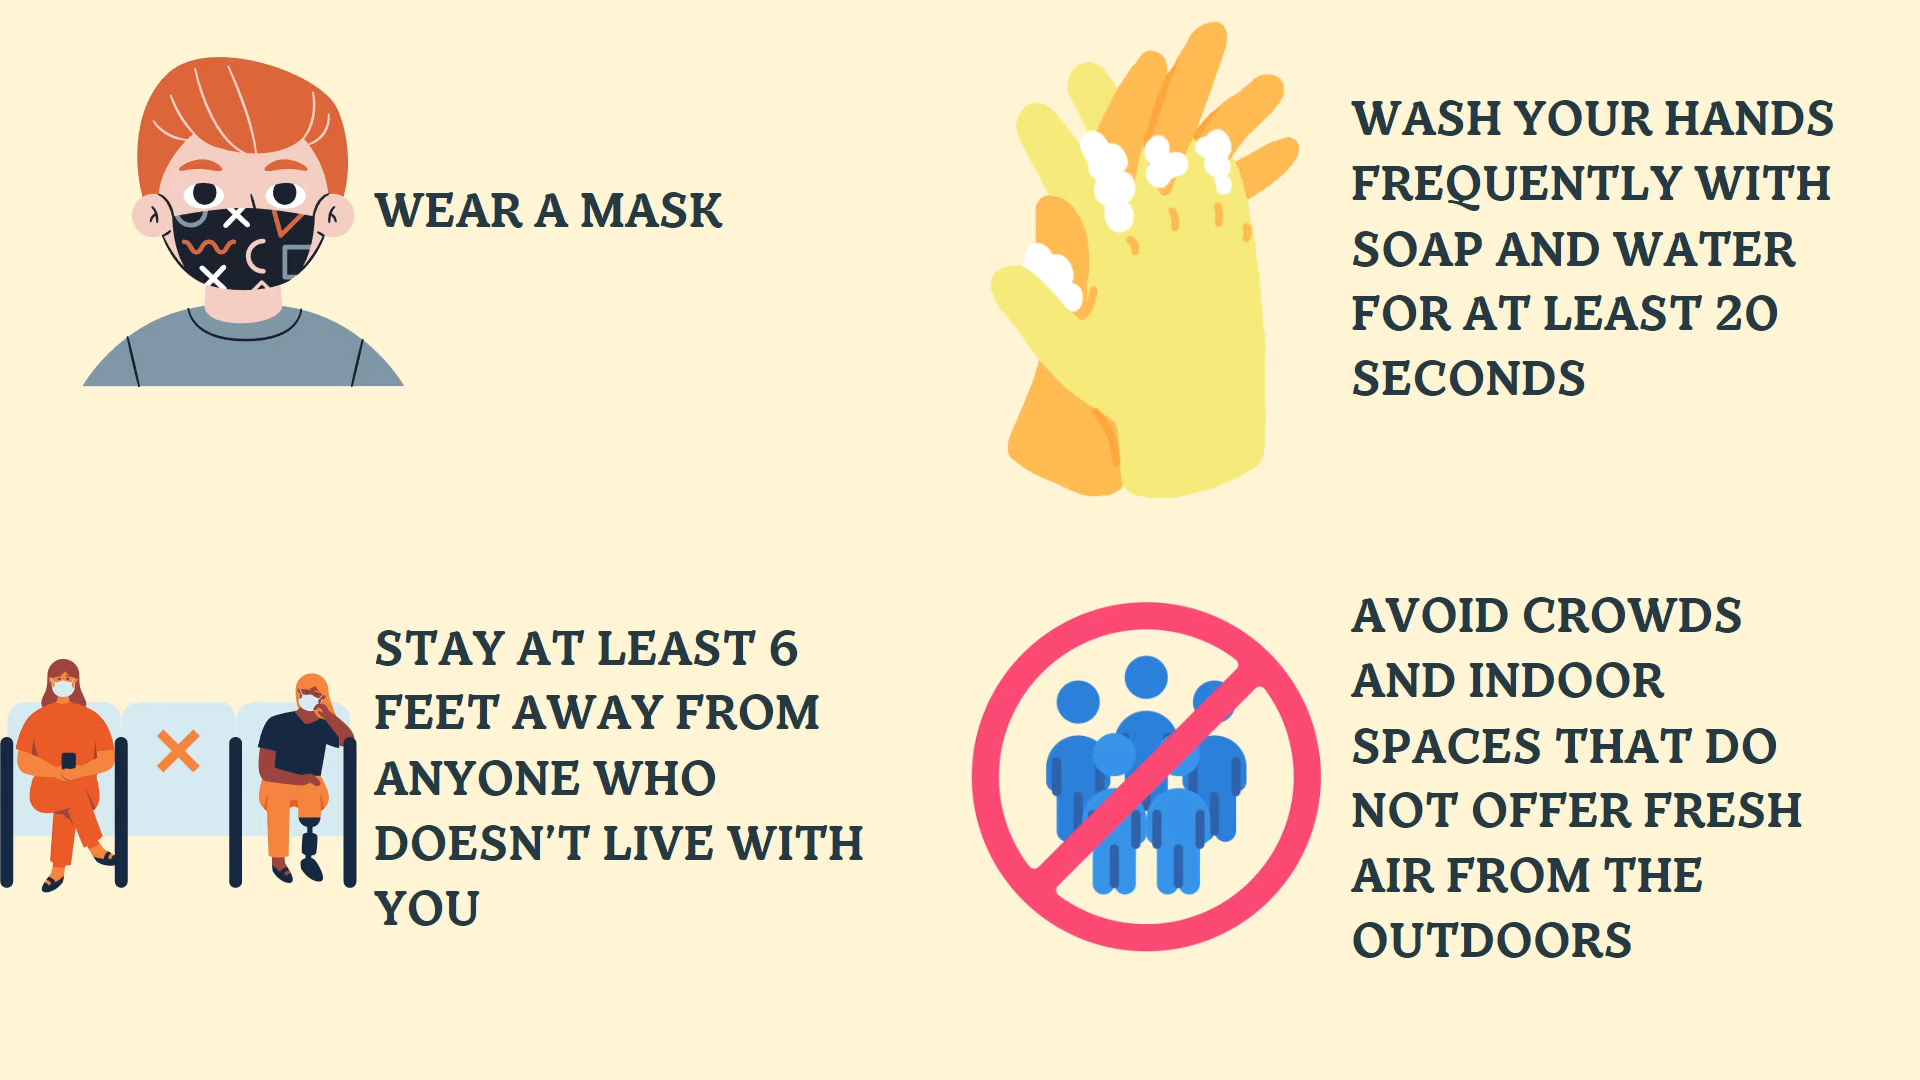 WEAR A MASK
WASH YOUR HANDS
FREQUENTLY WITH
SOAP AND WATER
FOR AT LEAST 20
SECONDS
STAY AT LEAST 6
FEET AWAY FROM
ANYONE WHO
DOESN'T LIVE WITH
YOU
AVOID CROWDS
AND INDOOR
SPACES THAT DO
NOT OFFER FRESH
AIR FROM THE
OUTDOORS